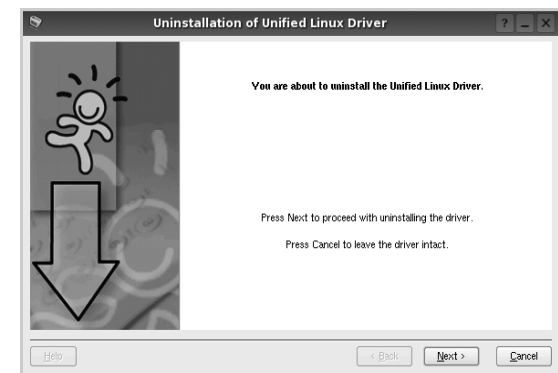 Uninstallation of Unified Linux Driver
You are about to uninstall the Unified Linux Driver.
Press Next to proceed with uninstalling the driver.
Press Cancel to leave the driver intact.
Help
< Back
Next >
Cancel